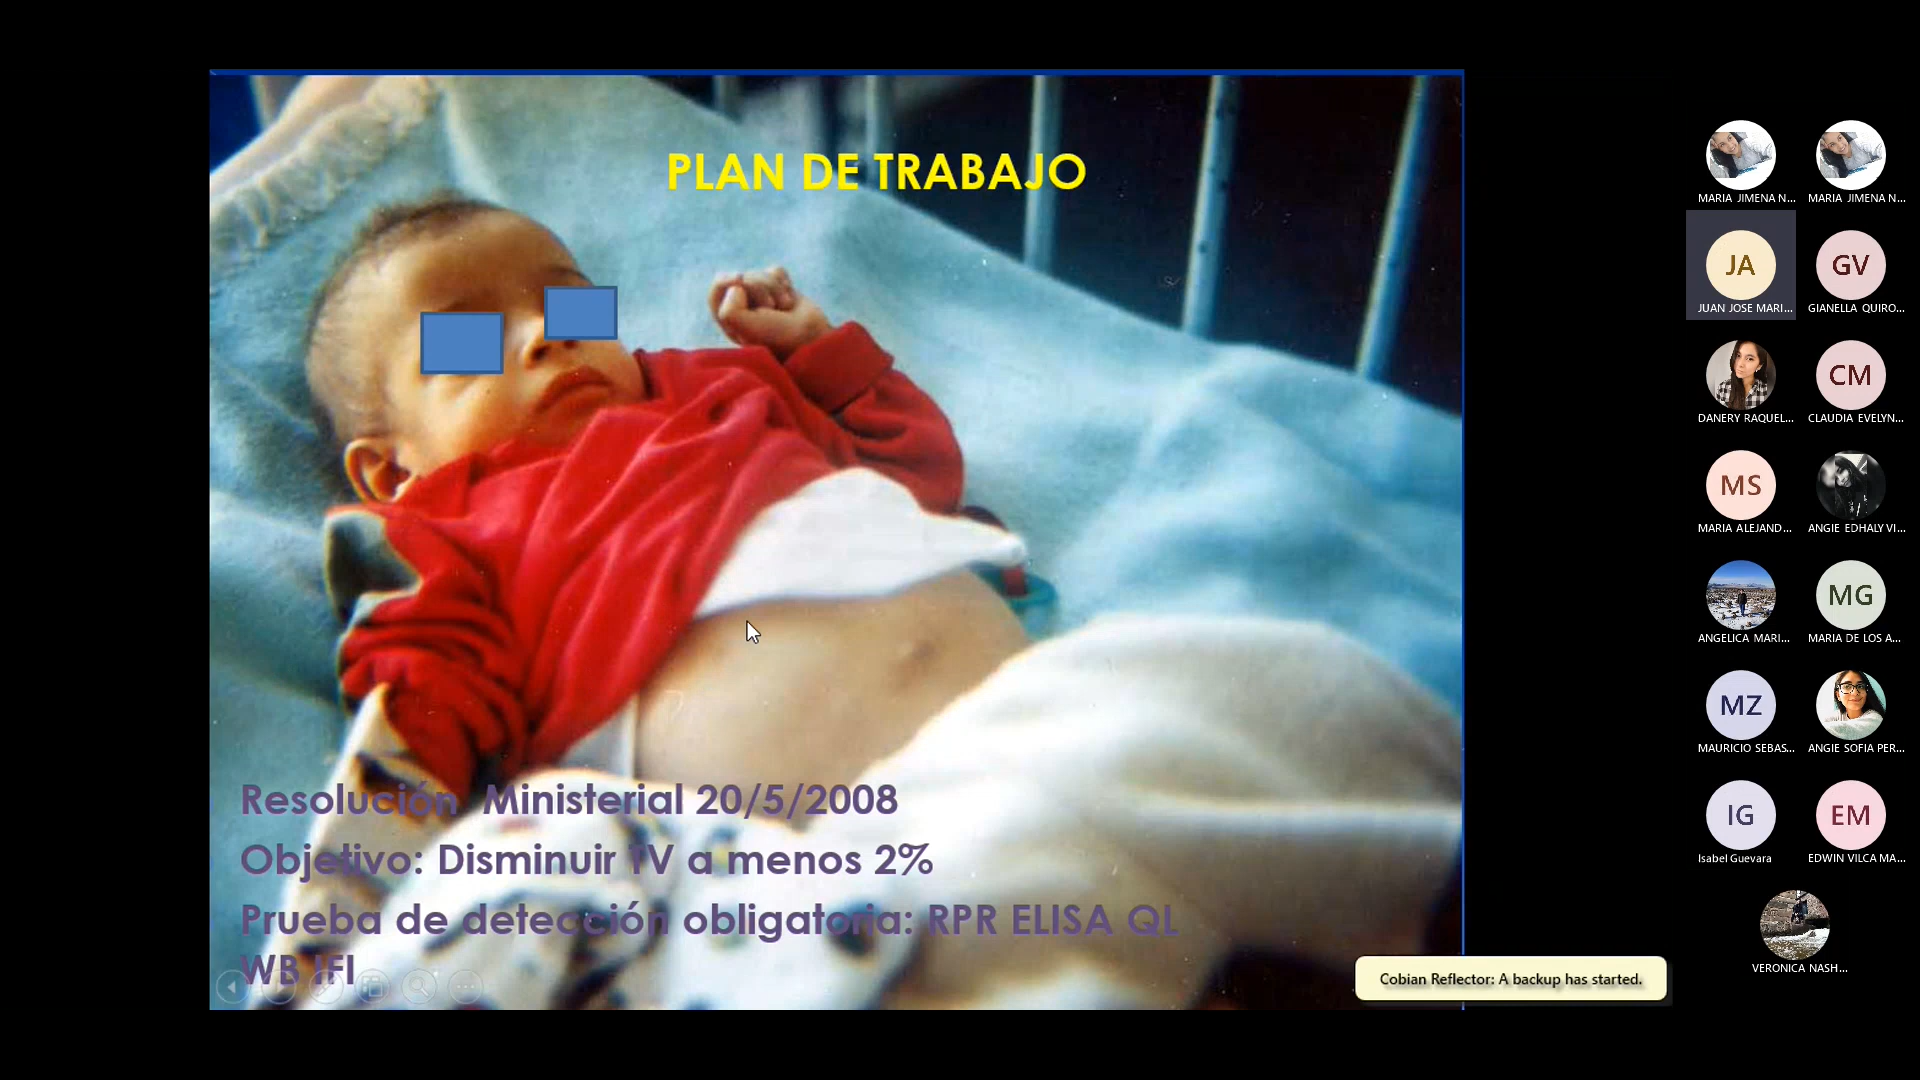 PLAN DE TRABAJO
Resolución Ministerial 20/5/2008
Objetivo: Disminuir TV a menos 2%
Prueba de detección obligatoria: RPR ELISA QL
WB IFI
MARIA JIMENA N...
MARIA JIMENA N...
JA
JUAN JOSE MARI...
GV
GIANELLA QUIRO...
DANERY RAQUEL...
CM
CLAUDIA EVELYN...
MS
MARIA ALEJAND...
ANGIE EDHALY VI...
ANGELICA MARI...
MG
MARIA DE LOS A...
MZ
MAURICIO SEBAS...
ANGIE SOFIA PER...
IG
Isabel Guevara
EM
EDWIN VILCA MA...
VERONICA NASH...
Cobian Reflector: A backup has started.